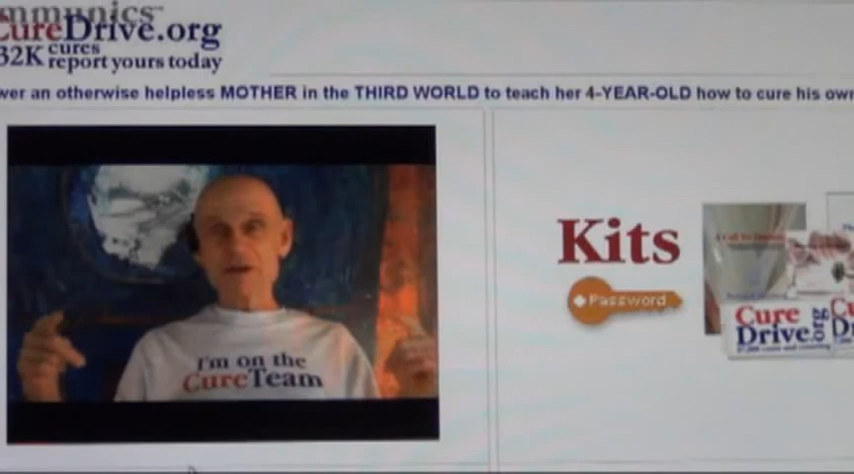 mmunics™
CureDrive.org
32K cures
report yours today
wer an otherwise helpless MOTHER in the THIRD WORLD to teach her 4-YEAR-OLD how to cure his own
I'm on the
CureTeam
Kits
Password
Cure
Drive.org